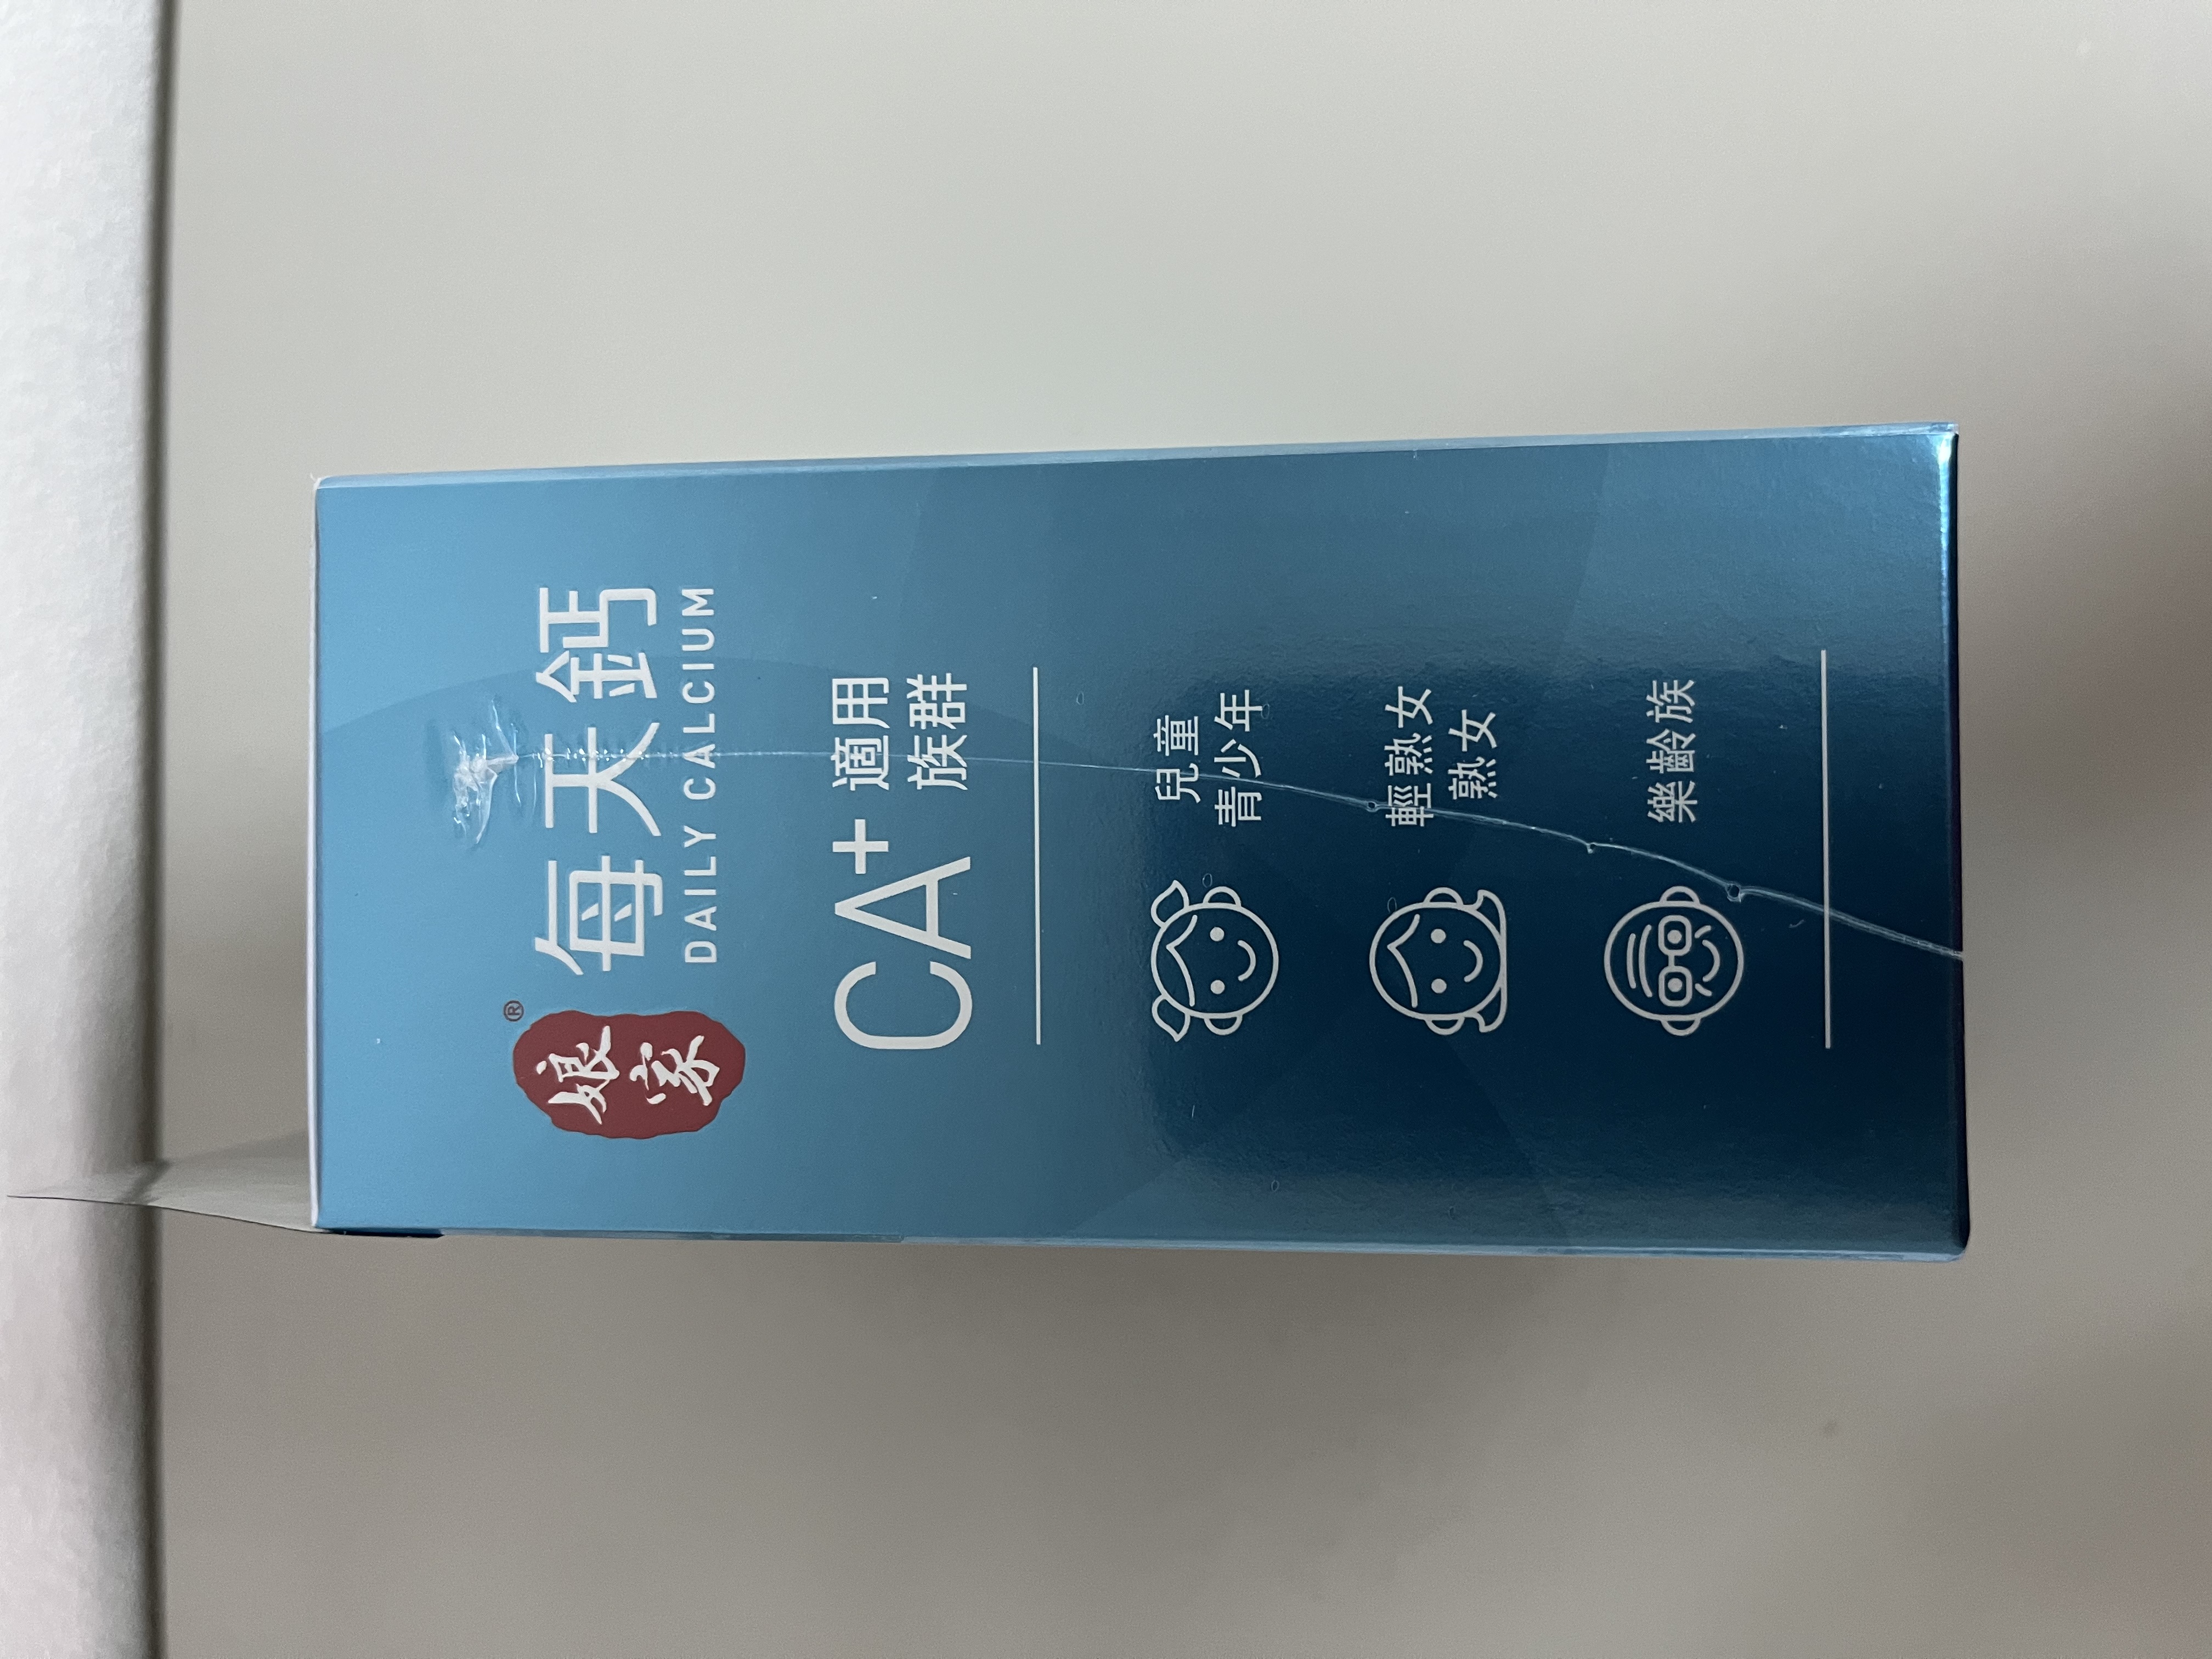 娘家®
每天鈣
DAILY CALCIUM
CA+
適用
族群
兒童
青少年
輕熟女
熟女
樂齡族